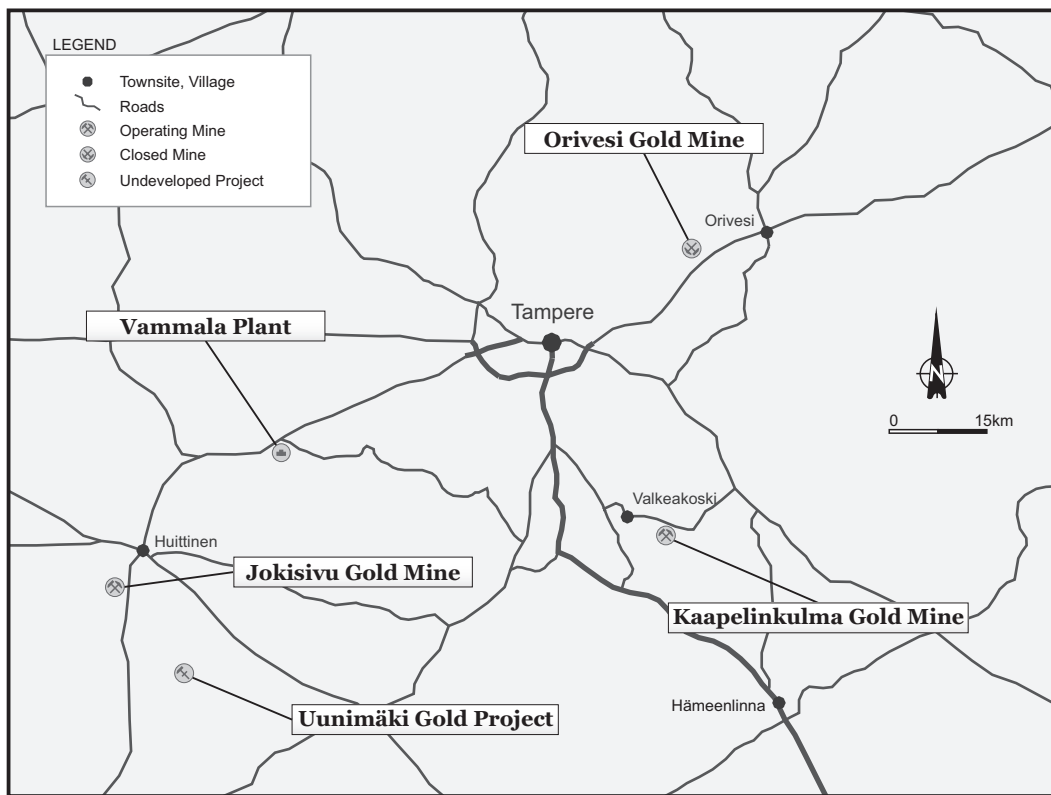 LEGEND
Townsite, Village
Roads
Operating Mine
Closed Mine
Undeveloped Project
Orivesi Gold Mine
Orivesi
Tampere
Vammala Plant
N
0 15km
Valkeakoski
Huittinen
Jokisivu Gold Mine
Kaapelinkulma Gold Mine
Uunimäki Gold Project
Hämeenlinna